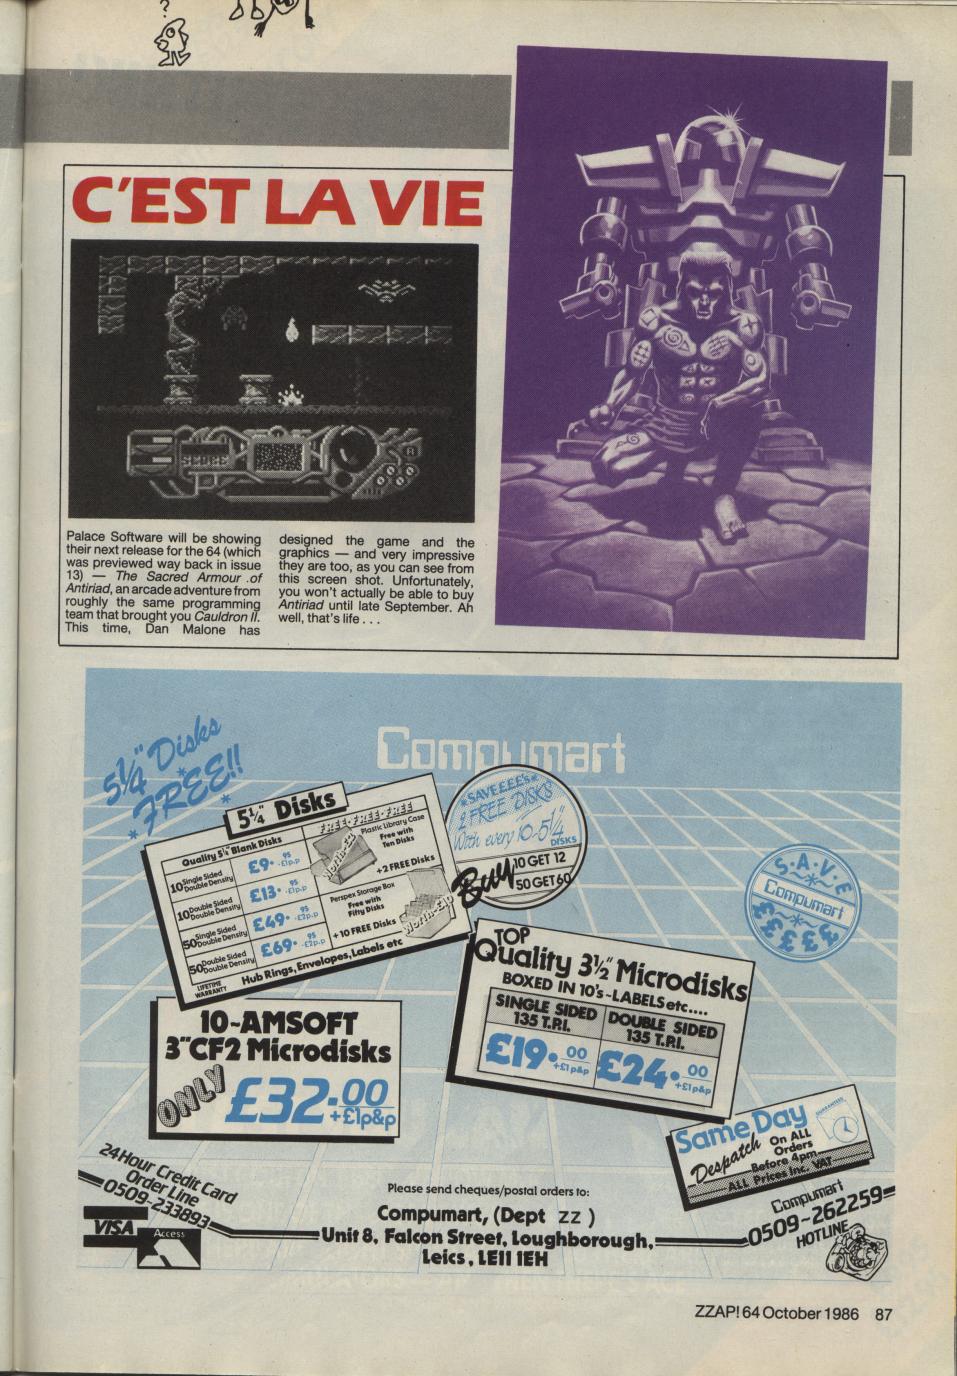 ?
C'EST LA VIE
SCORE
Palace Software will be showing
their next release for the 64 (which
was previewed way back in issue
13) — The Sacred Armour of
Antiriad, an arcade adventure from
roughly the same programming
team that brought you Cauldron II.
This time, Dan Malone has
designed the game and the
graphics — and very impressive
they are too, as you can see from
this screen shot. Unfortunately,
you won't actually be able to buy
Antiriad until late September. Ah
well, that's life . . .
5¼" Disks
*FREE!!*
Compumart
5¼" Disks
Quality 5¼" Blank Disks
10 Single Sided Double Density £9.95 +£1p.p
10 Double Sided Double Density £13.95 +£1p.p
50 Single Sided Double Density £49.95 +£2p.p
50 Double Sided Double Density £69.95 +£2p.p
LIFETIME
WARRANTY
Hub Rings, Envelopes, Labels etc
FREE-FREE-FREE
Plastic Library Case
Free with
Ten Disks
+2 FREE Disks
Perspex Storage Box
Free with
Fifty Disks
+10 FREE Disks
*SAVE£££'s*
2 FREE DISKS
With every 10-5¼"
DISKS
Buy 10 GET 12
50 GET 60
S·A·V·E
Compumart
£££££
TOP
Quality 3½" Microdisks
BOXED IN 10's-LABELS etc....
SINGLE SIDED
135 T.P.I.
£19.00
+£1p&p
DOUBLE SIDED
135 T.P.I.
£24.00
+£1p&p
10-AMSOFT
3"CF2 Microdisks
ONLY £32.00
+£1p&p
Same Day
Despatch On ALL
Orders
Before 4pm
ALL Prices Inc. VAT
GUARANTEED
24 Hour Credit Card
Order Line
0509-233893
VISA
Access
Please send cheques/postal orders to:
Compumart, (Dept ZZ )
Unit 8, Falcon Street, Loughborough,
Leics, LE11 1EH
Compumart
0509-262259
HOTLINE
ZZAP! 64 October 1986 87